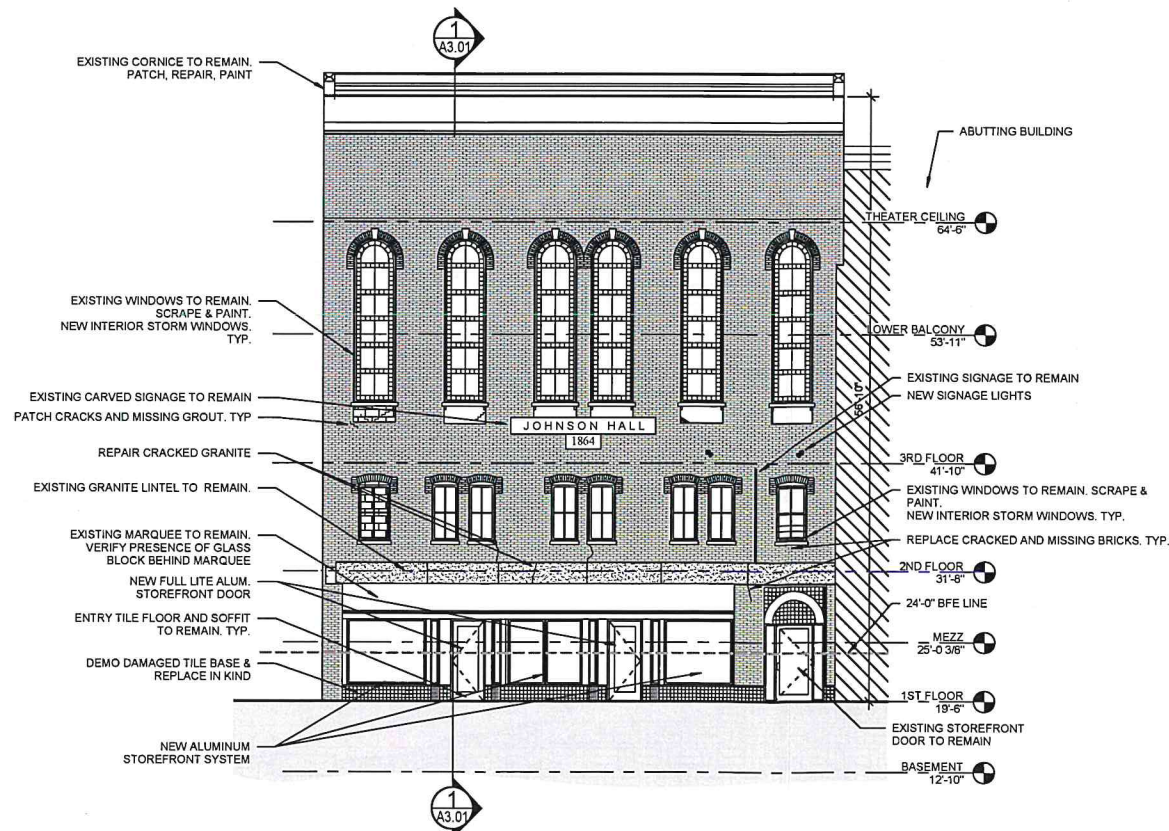 1
A3.01
EXISTING CORNICE TO REMAIN.
PATCH, REPAIR, PAINT
ABUTTING BUILDING
THEATER CEILING
64'-6"
EXISTING WINDOWS TO REMAIN.
SCRAPE & PAINT.
NEW INTERIOR STORM WINDOWS.
TYP.
LOWER BALCONY
53'-11"
EXISTING CARVED SIGNAGE TO REMAIN
PATCH CRACKS AND MISSING GROUT. TYP
REPAIR CRACKED GRANITE
EXISTING GRANITE LINTEL TO REMAIN.
EXISTING MARQUEE TO REMAIN.
VERIFY PRESENCE OF GLASS
BLOCK BEHIND MARQUEE
NEW FULL LITE ALUM.
STOREFRONT DOOR
ENTRY TILE FLOOR AND SOFFIT
TO REMAIN. TYP.
DEMO DAMAGED TILE BASE &
REPLACE IN KIND
NEW ALUMINUM
STOREFRONT SYSTEM
JOHNSON HALL
1864
56'-10"
EXISTING SIGNAGE TO REMAIN
NEW SIGNAGE LIGHTS
3RD FLOOR
41'-10"
EXISTING WINDOWS TO REMAIN. SCRAPE &
PAINT.
NEW INTERIOR STORM WINDOWS. TYP.
REPLACE CRACKED AND MISSING BRICKS. TYP.
2ND FLOOR
31'-8"
24'-0" BFE LINE
MEZZ
25'-0 3/8"
1ST FLOOR
19'-6"
EXISTING STOREFRONT
DOOR TO REMAIN
BASEMENT
12'-10"
1
A3.01